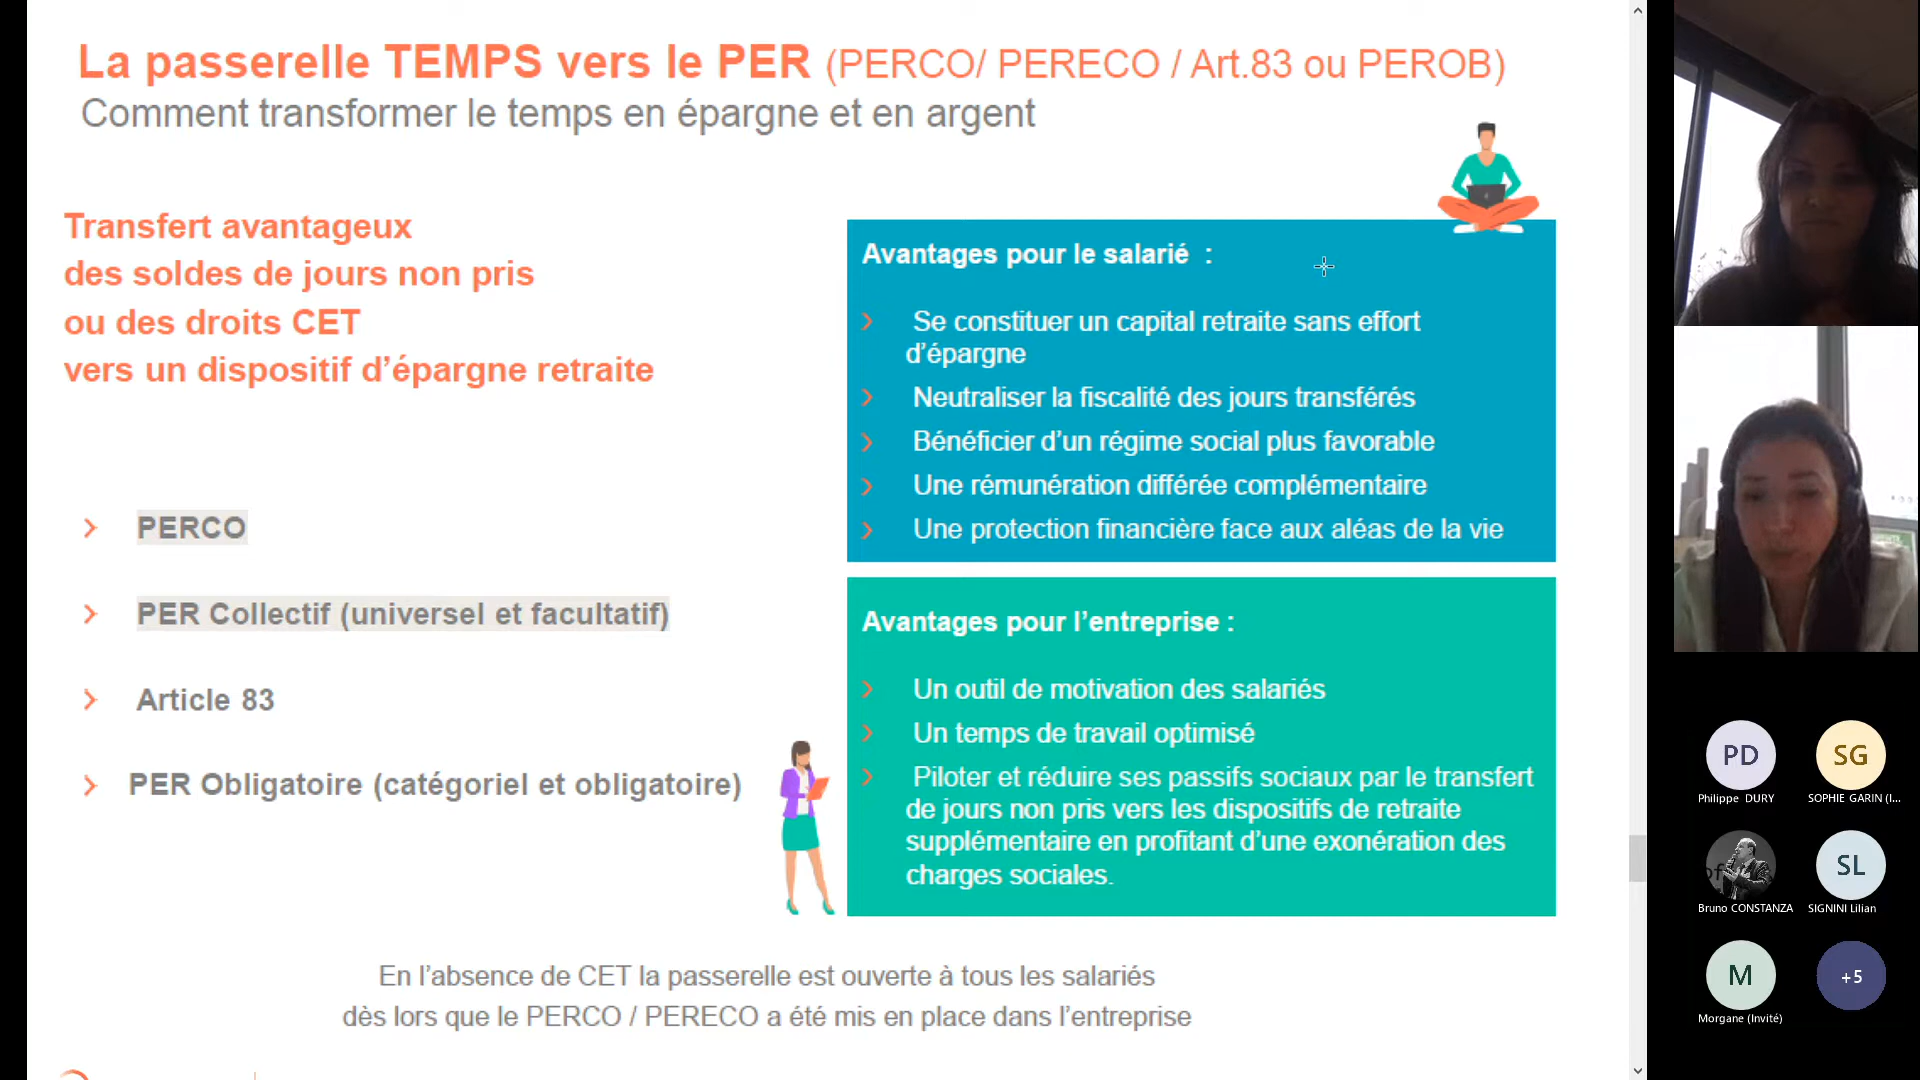 La passerelle TEMPS vers le PER (PERCO/ PERECO / Art.83 ou PEROB)
Comment transformer le temps en épargne et en argent
Transfert avantageux
des soldes de jours non pris
ou des droits CET
vers un dispositif d’épargne retraite
PERCO
PER Collectif (universel et facultatif)
Article 83
PER Obligatoire (catégoriel et obligatoire)
Avantages pour le salarié :
Se constituer un capital retraite sans effort
d’épargne
Neutraliser la fiscalité des jours transférés
Bénéficier d’un régime social plus favorable
Une rémunération différée complémentaire
Une protection financière face aux aléas de la vie
Avantages pour l’entreprise :
Un outil de motivation des salariés
Un temps de travail optimisé
Piloter et réduire ses passifs sociaux par le transfert
de jours non pris vers les dispositifs de retraite
supplémentaire en profitant d’une exonération des
charges sociales.
En l’absence de CET la passerelle est ouverte à tous les salariés
dès lors que le PERCO / PERECO a été mis en place dans l’entreprise
PD
Philippe DURY
SG
SOPHIE GARIN (I...
Bruno CONSTANZA
SL
SIGNINI Lilian
M
Morgane (Invité)
+5